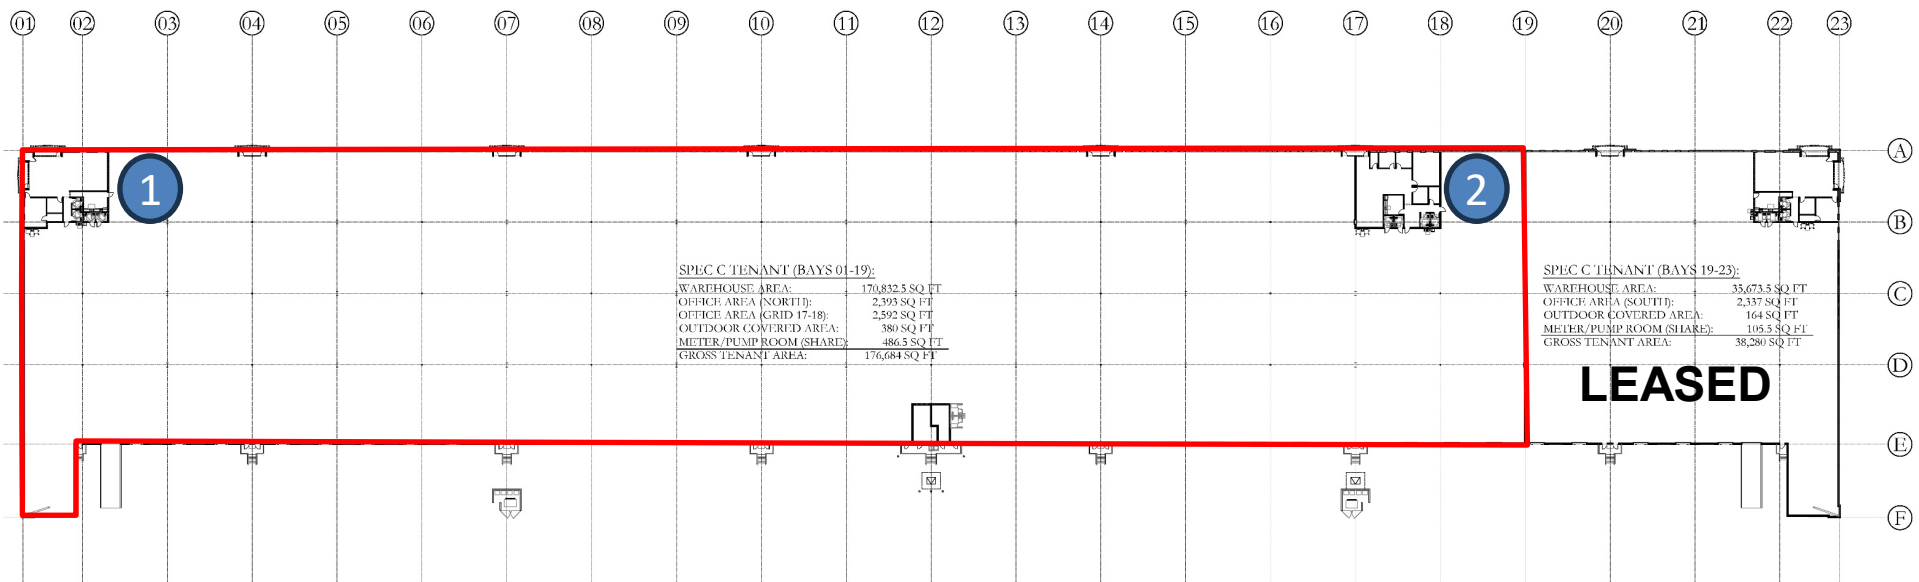 01 02 03 04 05 06 07 08 09 10 11 12 13 14 15 16 17 18 19 20 21 22 23
A
1
2
B
SPEC C TENANT (BAYS 01-19):
WAREHOUSE AREA: 170,832.5 SQ FT
OFFICE AREA (NORTH): 2,393 SQ FT
OFFICE AREA (GRID 17-18): 2,592 SQ FT
OUTDOOR COVERED AREA: 380 SQ FT
METER/PUMP ROOM (SHARE): 486.5 SQ FT
GROSS TENANT AREA: 176,684 SQ FT
SPEC C TENANT (BAYS 19-23):
WAREHOUSE AREA: 35,673.5 SQ FT
OFFICE AREA (SOUTH): 2,337 SQ FT
OUTDOOR COVERED AREA: 164 SQ FT
METER/PUMP ROOM (SHARE): 105.5 SQ FT
GROSS TENANT AREA: 38,280 SQ FT
C
D
LEASED
E
F